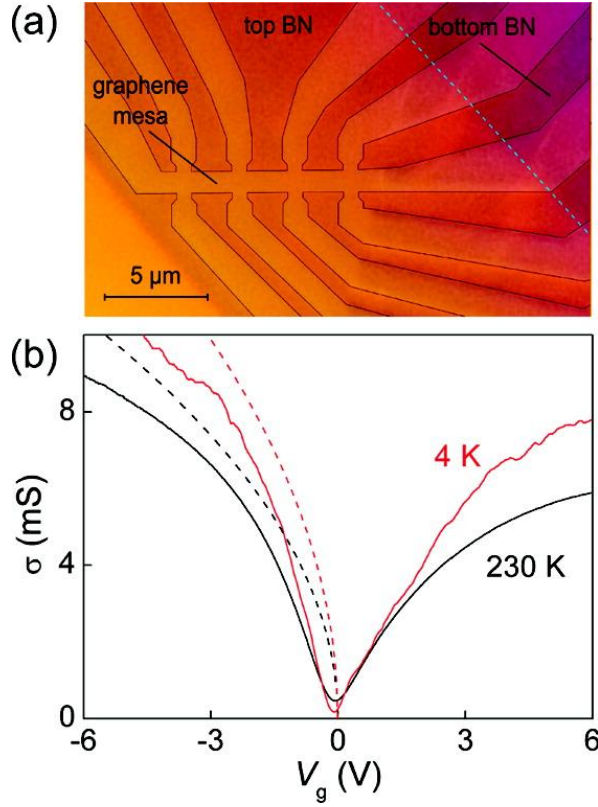 (a)
top BN
bottom BN
graphene
mesa
5 μm
(b)
8
4
0
σ (mS)
4 K
230 K
-6
-3
0
3
6
Vg (V)